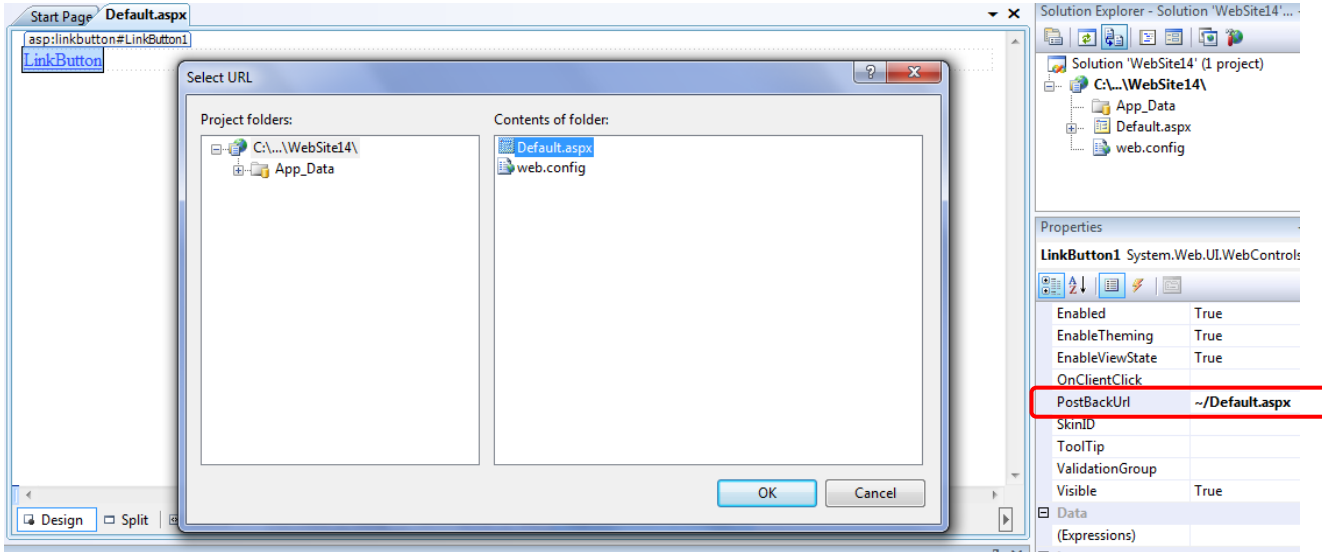 Start Page
Default.aspx
asp:linkbutton#LinkButton1
LinkButton
Select URL
Project folders:
C:\...\WebSite14\
App_Data
Contents of folder:
Default.aspx
web.config
OK
Cancel
Design
Split
Solution Explorer - Solution 'WebSite14'...
Solution 'WebSite14' (1 project)
C:\...\WebSite14\
App_Data
Default.aspx
web.config
Properties
LinkButton1 System.Web.UI.WebControls
Enabled True
EnableTheming True
EnableViewState True
OnClientClick
PostBackUrl ~/Default.aspx
SkinID
ToolTip
ValidationGroup
Visible True
Data
(Expressions)